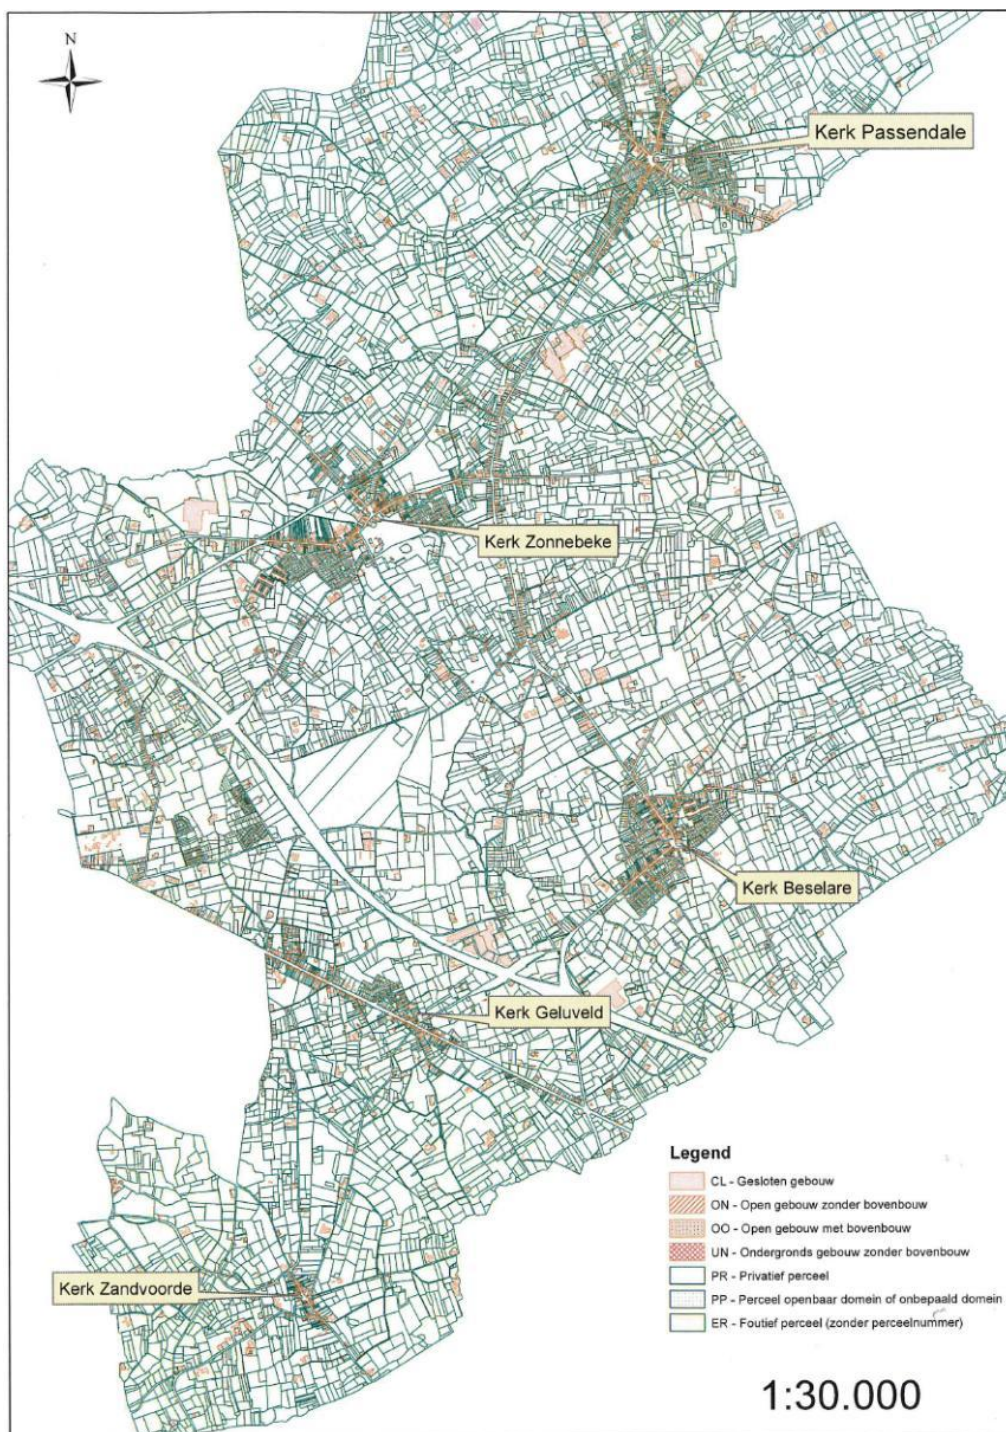 N
Kerk Passendale
Kerk Zonnebeke
Kerk Beselare
Kerk Geluveld
Kerk Zandvoorde
Legend
CL - Gesloten gebouw
ON - Open gebouw zonder bovenbouw
OO - Open gebouw met bovenbouw
UN - Ondergronds gebouw zonder bovenbouw
PR - Privatief perceel
PP - Perceel openbaar domein of onbepaald domein
ER - Foutief perceel (zonder perceelnummer)
1:30.000